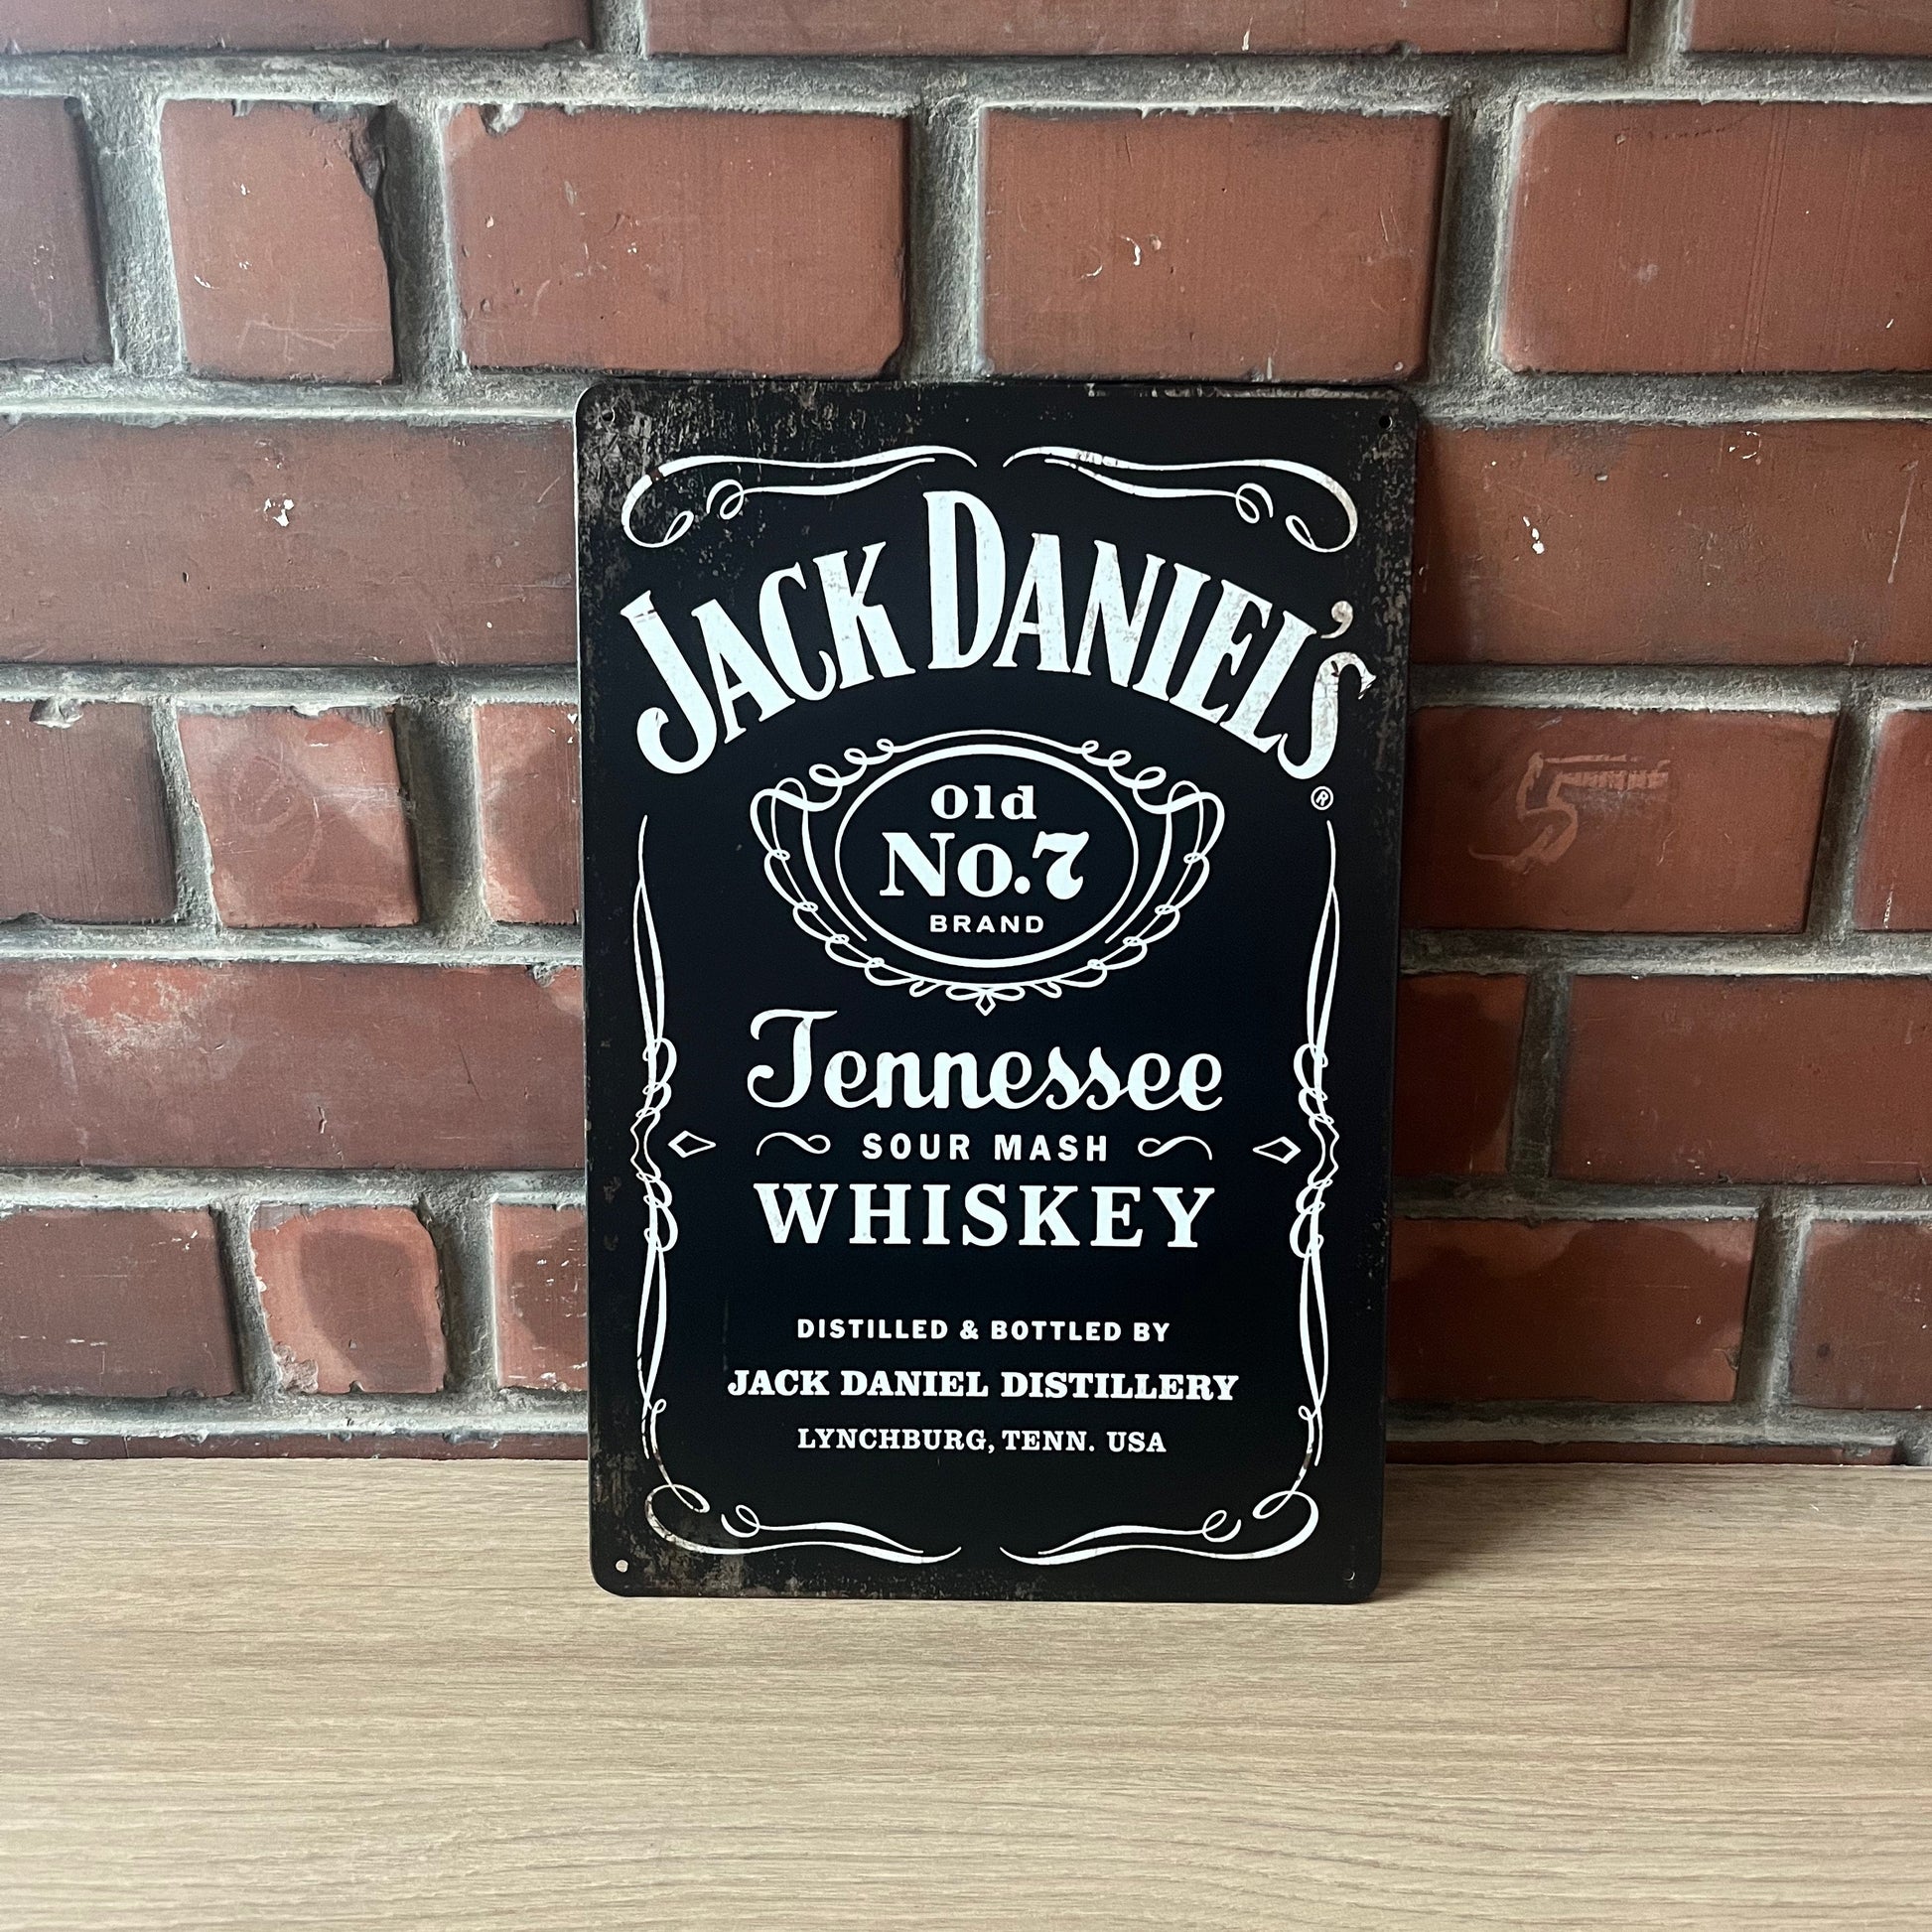 JACK DANIEL'S
®
Old
No.7
BRAND
Tennessee
SOUR MASH
WHISKEY
DISTILLED & BOTTLED BY
JACK DANIEL DISTILLERY
LYNCHBURG, TENN. USA
5